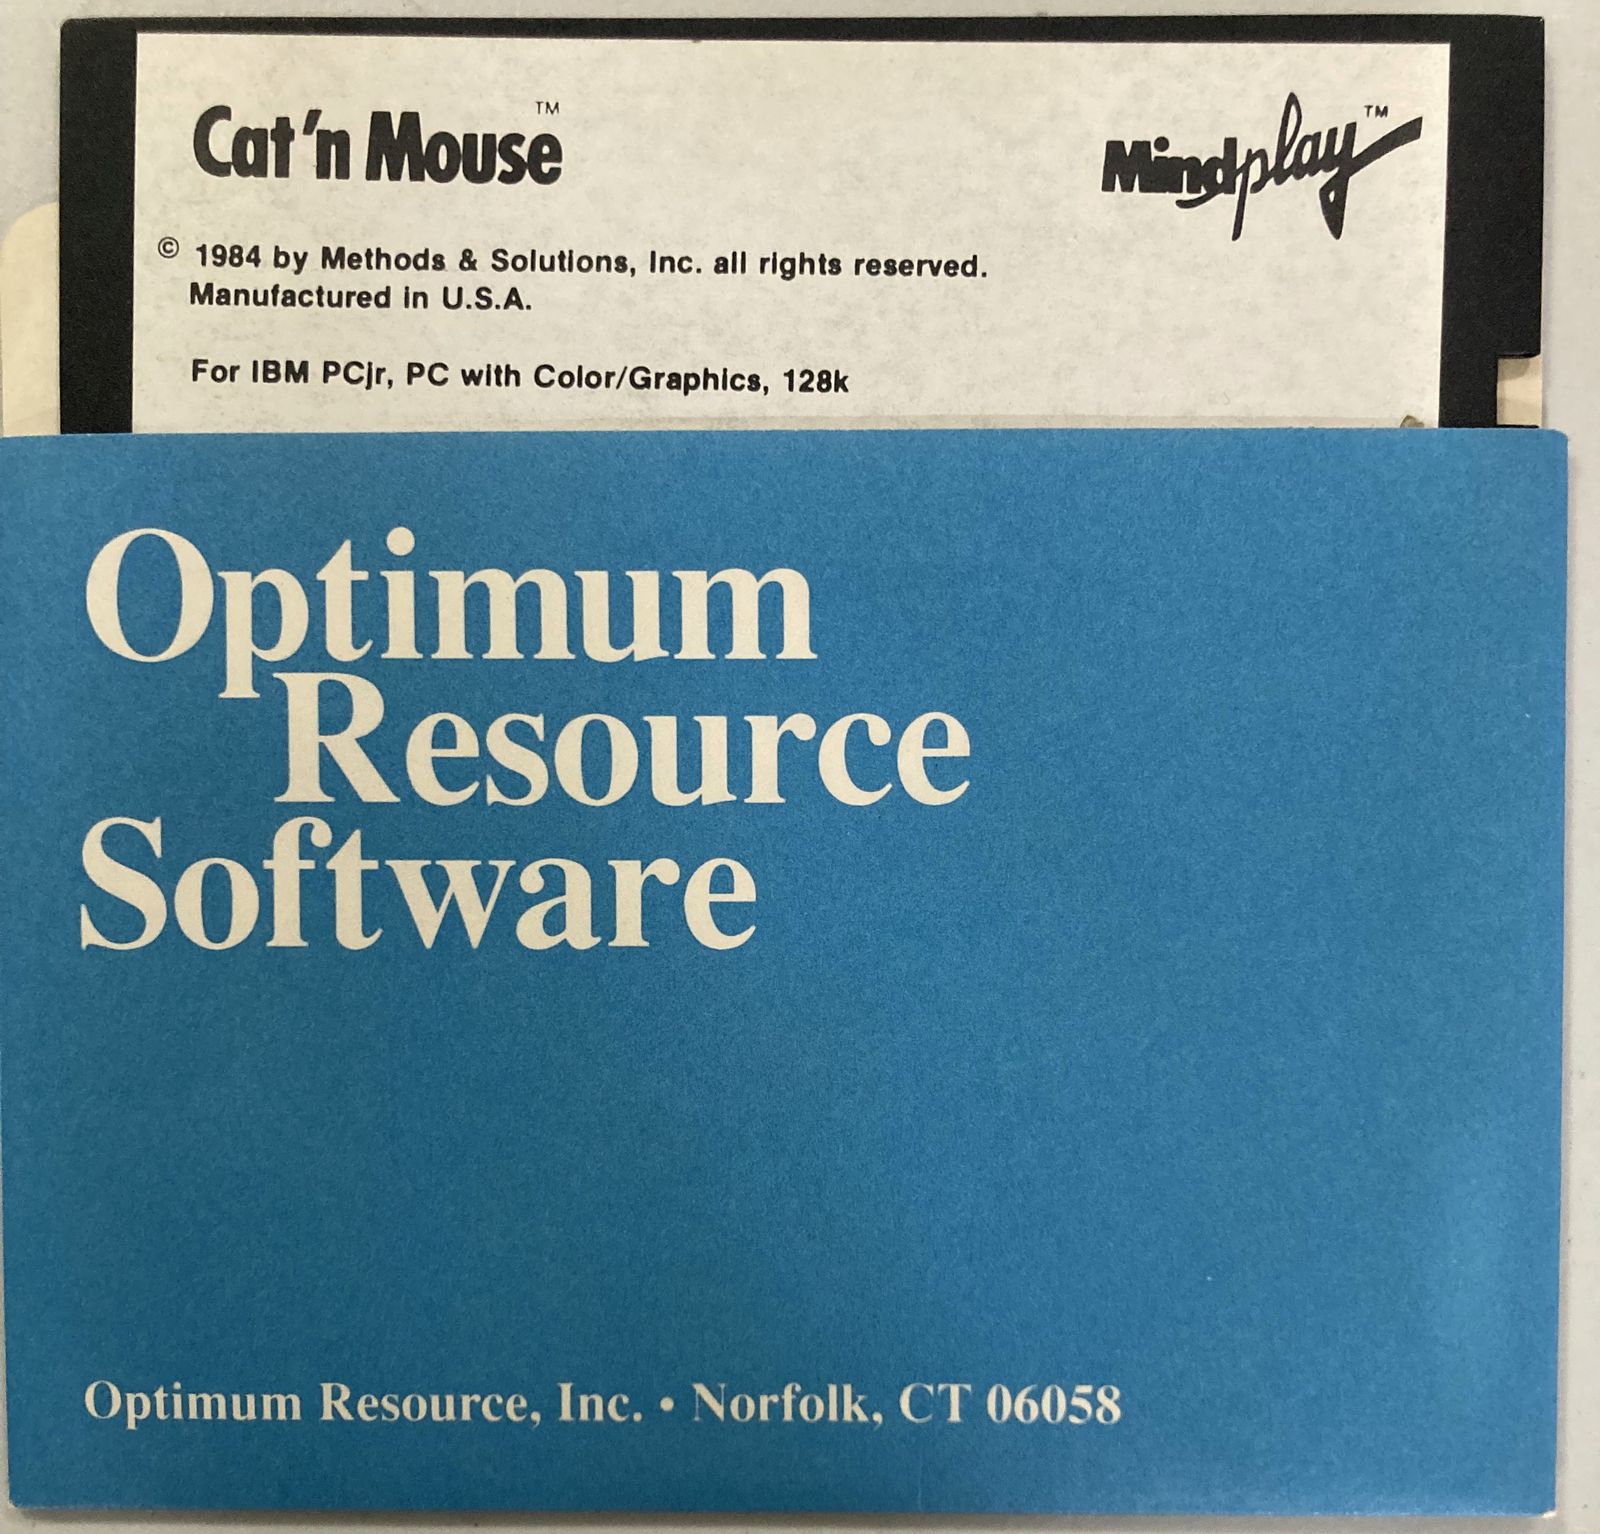 Cat'n Mouse™
Mindplay™
© 1984 by Methods & Solutions, Inc. all rights reserved.
Manufactured in U.S.A.
For IBM PCjr, PC with Color/Graphics, 128k
Optimum
Resource
Software
Optimum Resource, Inc. • Norfolk, CT 06058